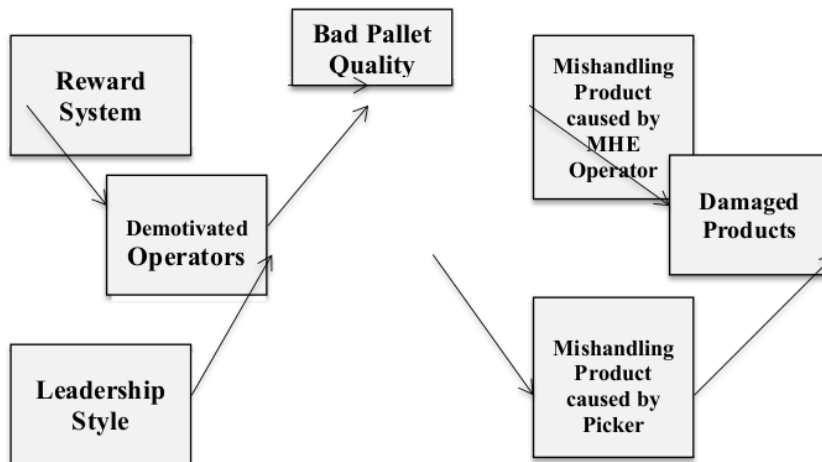 Reward
System
Bad Pallet
Quality
Mishandling
Product
caused by
MHE
Operator
Demotivated
Operators
Damaged
Products
Leadership
Style
Mishandling
Product
caused by
Picker